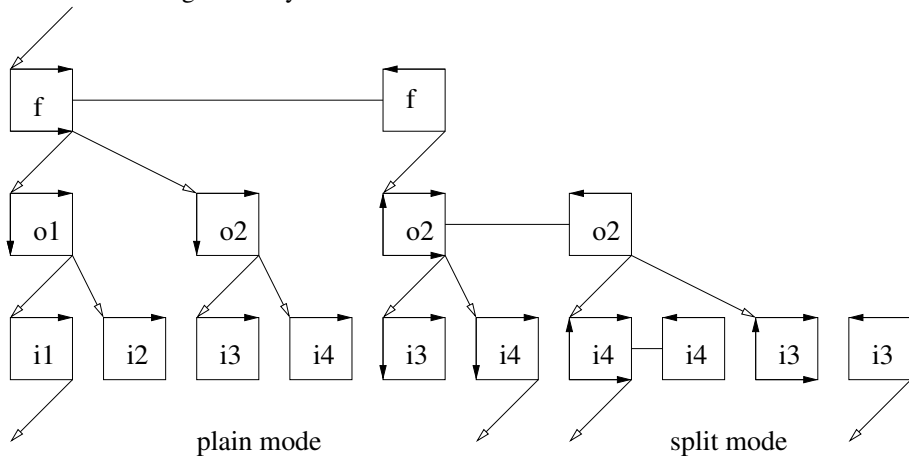 f f
o1 o2 o2 o2
i1 i2 i3 i4 i3 i4 i4 i4 i3 i3
plain mode split mode